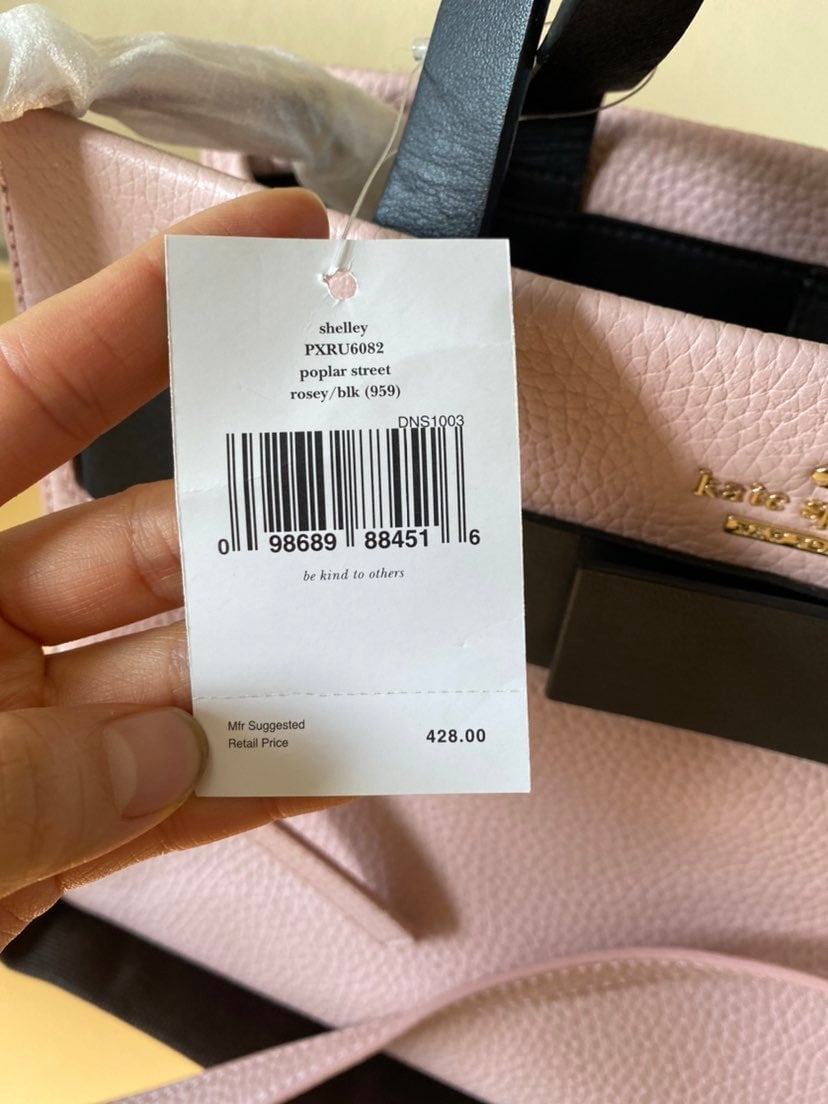 shelley
PXRU6082
poplar street
rosey/blk (959)
DNS1003
0 98689 88451 6
be kind to others
Mfr Suggested
Retail Price
428.00
kate